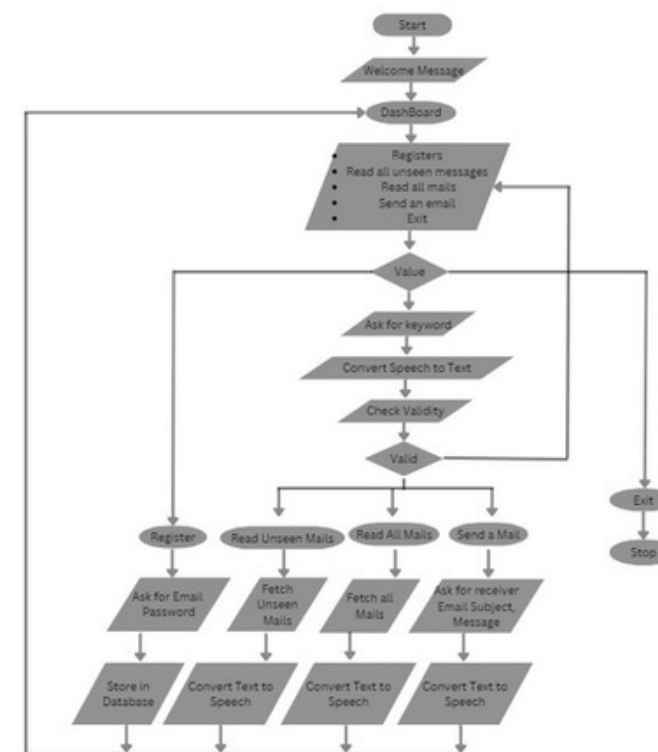 Start
Welcome Message
DashBoard
Registers
Read all unseen messages
Read all mails
Send an email
Exit
Value
Ask for keyword
Convert Speech to Text
Check Validity
Valid
Exit
Stop
Register
Read Unseen Mails
Read All Mails
Send a Mail
Ask for Email
Password
Fetch
Unseen
Mails
Fetch all
Mails
Ask for receiver
Email Subject,
Message
Store in
Database
Convert Text to
Speech
Convert Text to
Speech
Convert Text to
Speech